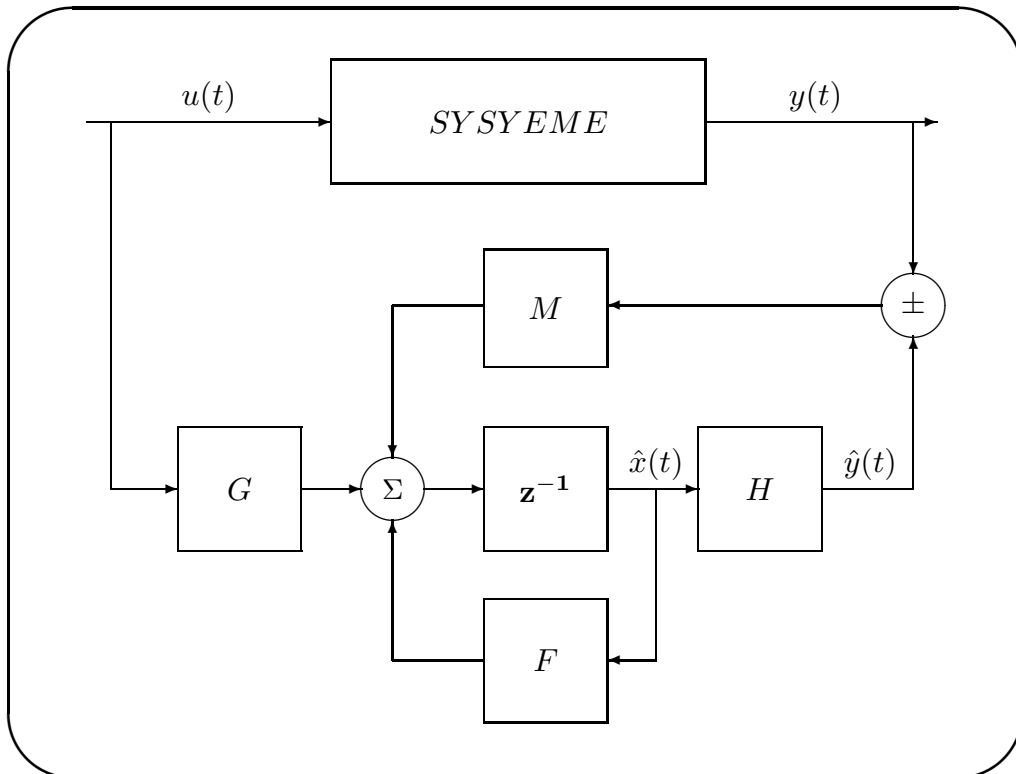 u(t)
SYSYEME
y(t)
M
±
G
Σ
z⁻¹
x̂(t)
H
ŷ(t)
F